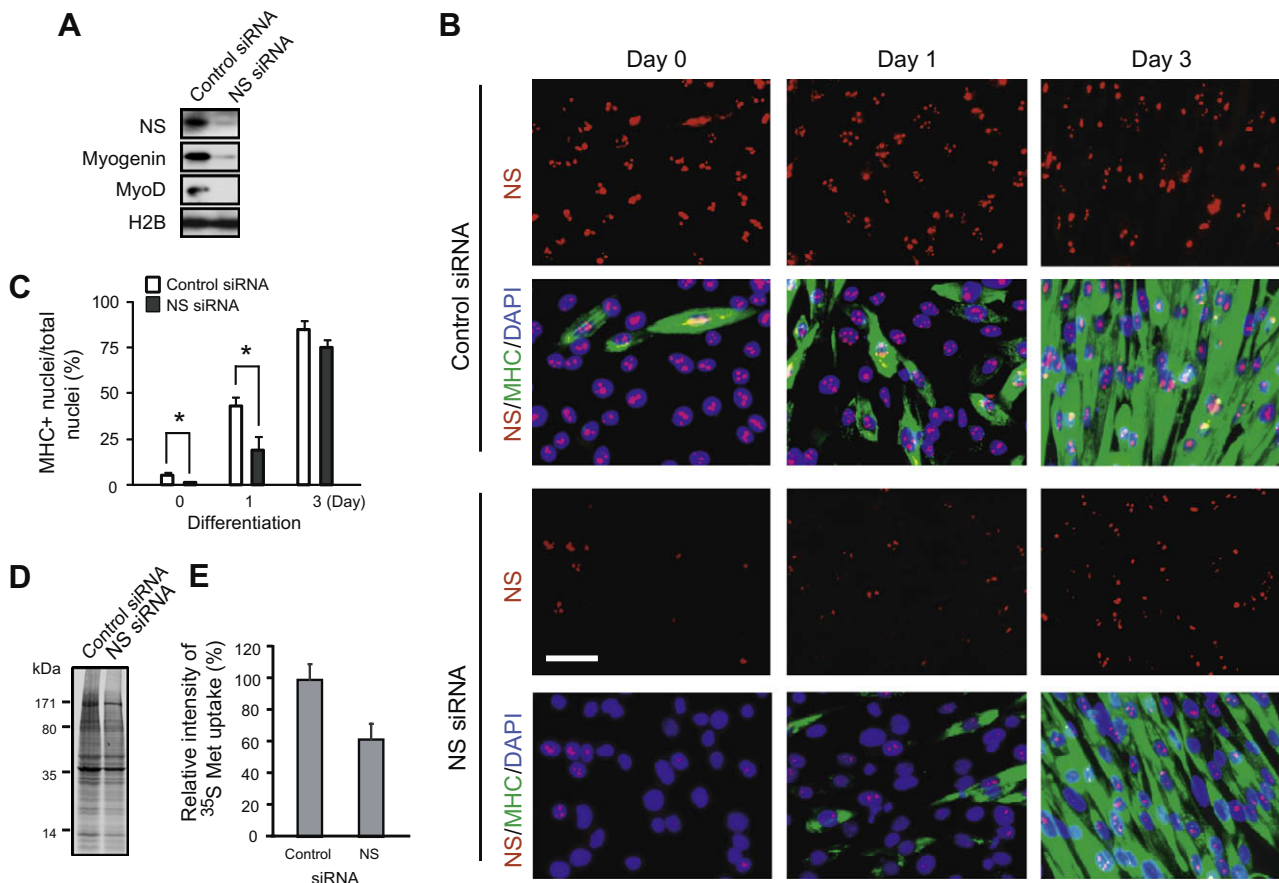 A
Control siRNA
NS siRNA
NS
Myogenin
MyoD
H2B
B
Day 0
Day 1
Day 3
Control siRNA
NS
NS/MHC/DAPI
NS siRNA
NS
NS/MHC/DAPI
C
Control siRNA
NS siRNA
MHC+ nuclei/total
nuclei (%)
100
75
50
25
0
*
*
0
1
3 (Day)
Differentiation
D
Control siRNA
NS siRNA
kDa
171
80
35
14
E
Relative intensity of
³⁵S Met uptake (%)
120
100
80
60
40
20
0
Control
NS
siRNA